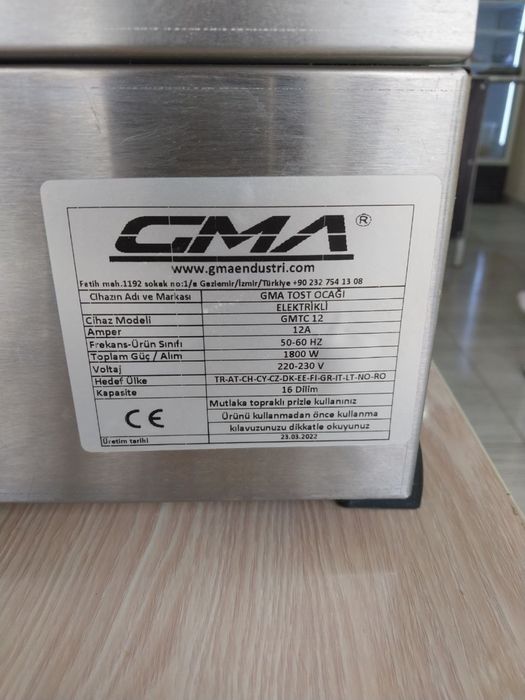 GMA ®
www.gmaendustri.com
Fatih mah.1192 sokak no:1/e Gaziemir/İzmir/Türkiye +90 232 754 13 08
Cihazın Adı ve Markası GMA TOST OCAĞI
ELEKTRİKLİ
Cihaz Modeli GMTC 12
Amper 12A
Frekans-Ürün Sınıfı 50-60 HZ
Toplam Güç / Alım 1800 W
Voltaj 220-230 V
Hedef Ülke TR-AT-CH-CY-CZ-DK-EE-FI-GR-IT-LT-NO-RO
Kapasite 16 Dilim
Mutlaka topraklı prizle kullanınız
Ürünü kullanmadan önce kullanma
kılavuzunuzu dikkatle okuyunuz
CE
Üretim tarihi 23.03.2022